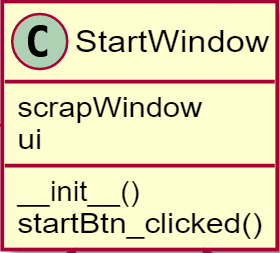 C StartWindow
scrapWindow
ui
__init__()
startBtn_clicked()